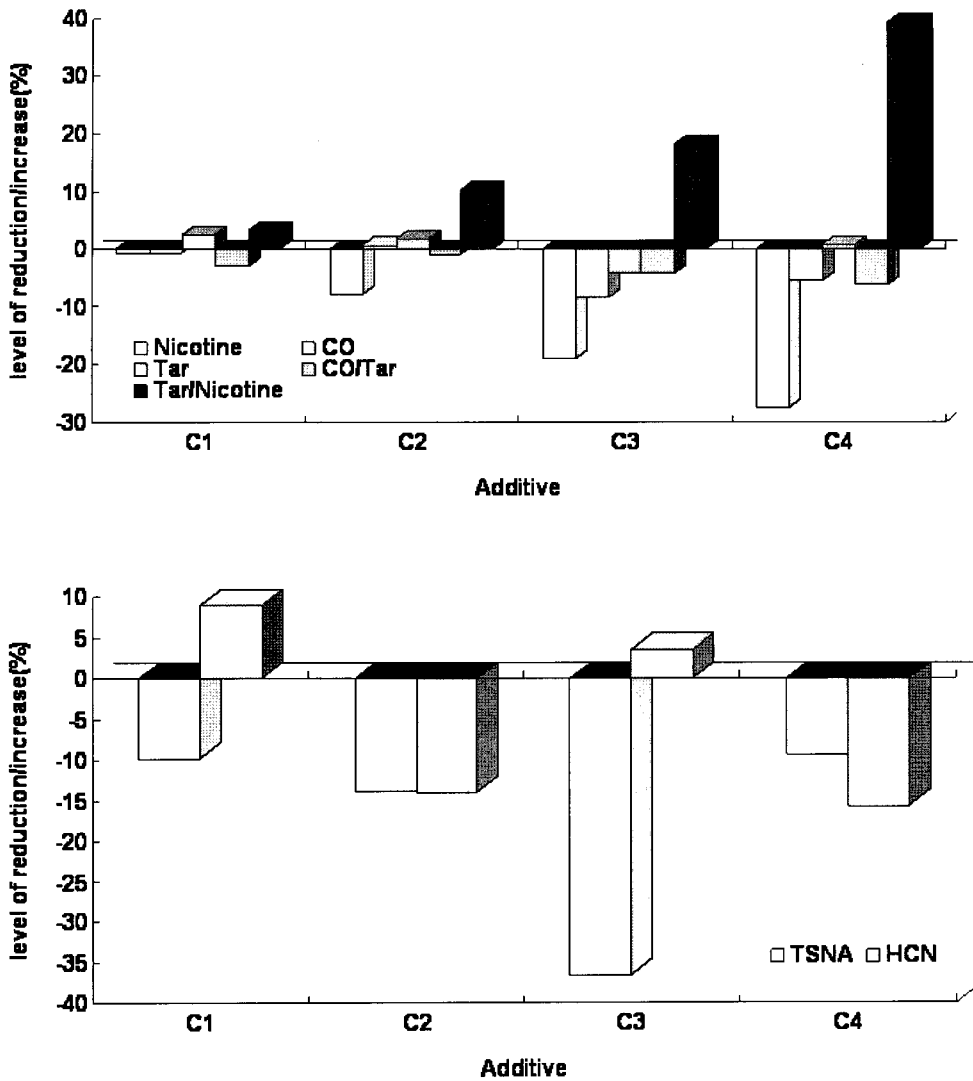 level of reduction/increase(%)
40
30
20
10
0
-10
-20
-30
Nicotine CO
Tar CO/Tar
Tar/Nicotine
C1 C2 C3 C4
Additive
level of reduction/increase(%)
10
5
0
-5
-10
-15
-20
-25
-30
-35
-40
TSNA HCN
C1 C2 C3 C4
Additive